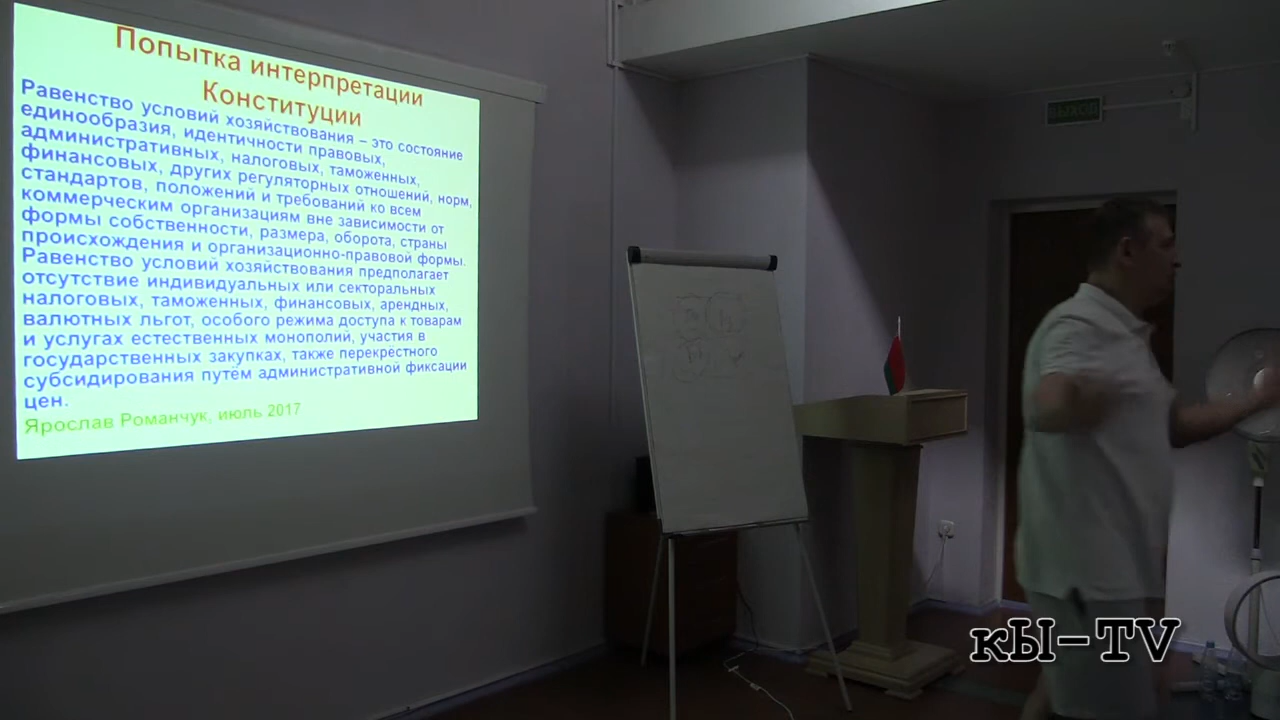 Попытка интерпретации
Конституции
Равенство условий хозяйствования – это состояние
единообразия, идентичности правовых,
административных, налоговых, таможенных,
финансовых, других регуляторных отношений, норм,
стандартов, положений и требований ко всем
коммерческим организациям вне зависимости от
формы собственности, размера, оборота, страны
происхождения и организационно-правовой формы.
Равенство условий хозяйствования предполагает
отсутствие индивидуальных или секторальных
налоговых, таможенных, финансовых, арендных,
валютных льгот, особого режима доступа к товарам
и услугах естественных монополий, участия в
государственных закупках, также перекрёстного
субсидирования путём административной фиксации
цен.
Ярослав Романчук, июль 2017
ВЫХОД
кЫ-TV